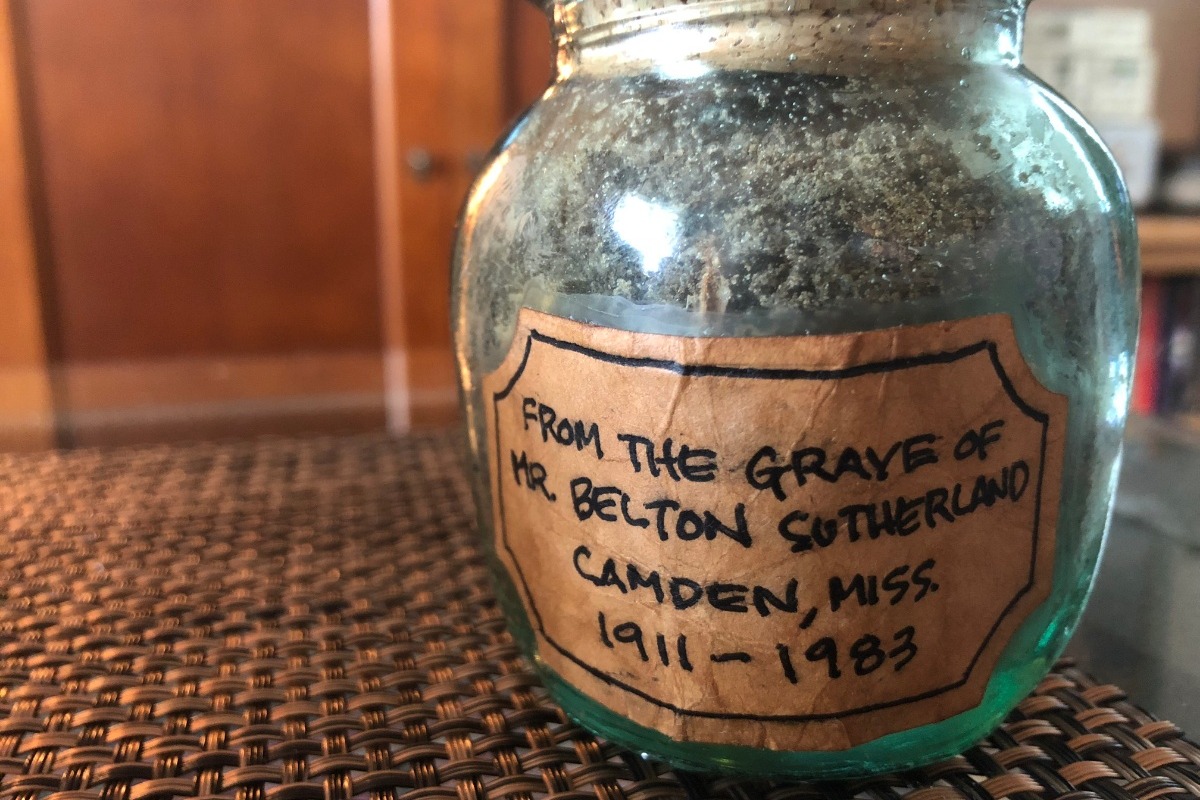 FROM THE GRAVE OF
MR. BELTON SUTHERLAND
CAMDEN, MISS.
1911 - 1983